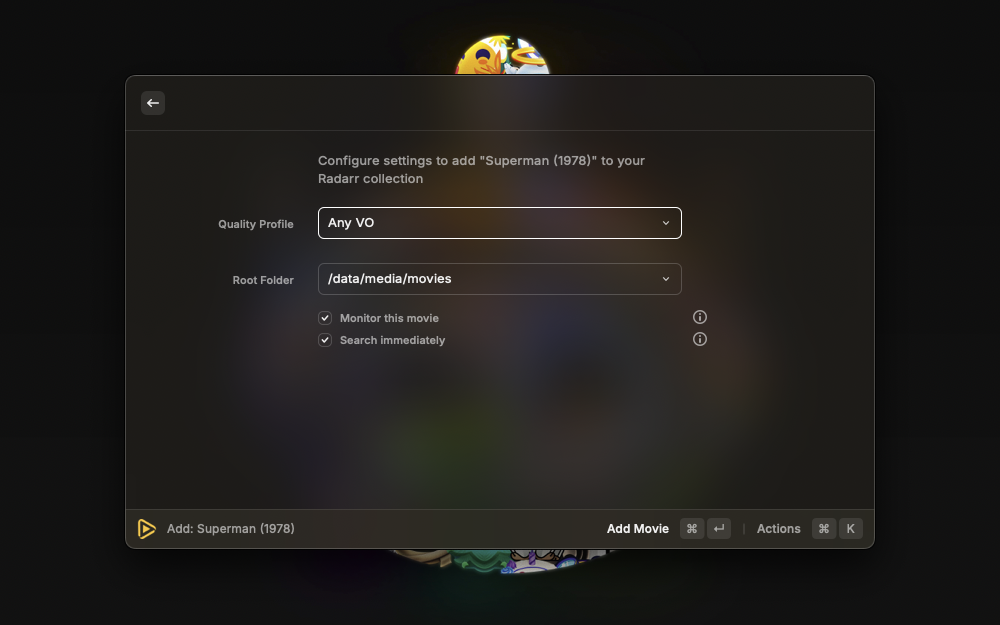 Configure settings to add "Superman (1978)" to your
Radarr collection
Quality Profile
Any VO
Root Folder
/data/media/movies
Monitor this movie
Search immediately
Add: Superman (1978)
Add Movie ⌘ ↵ | Actions ⌘ K